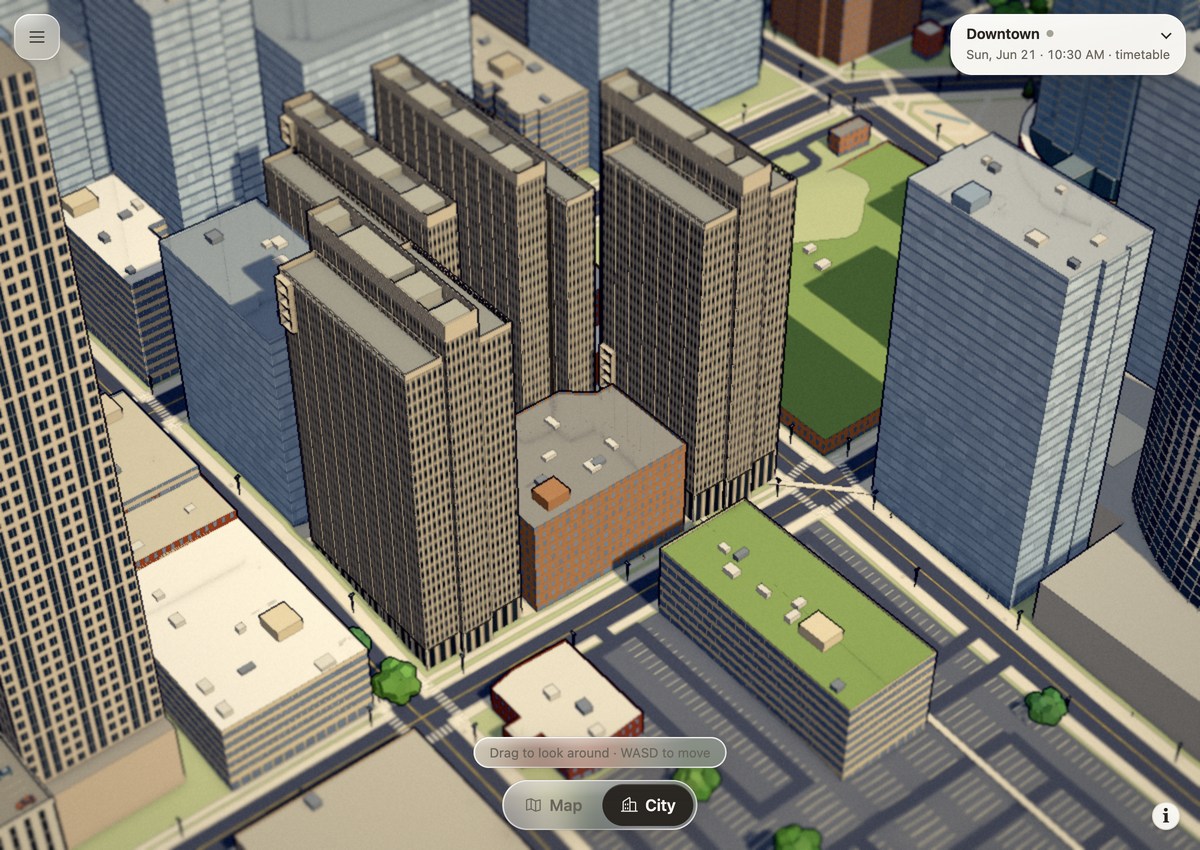 Downtown
Sun, Jun 21 · 10:30 AM · timetable
Drag to look around · WASD to move
Map
City
i